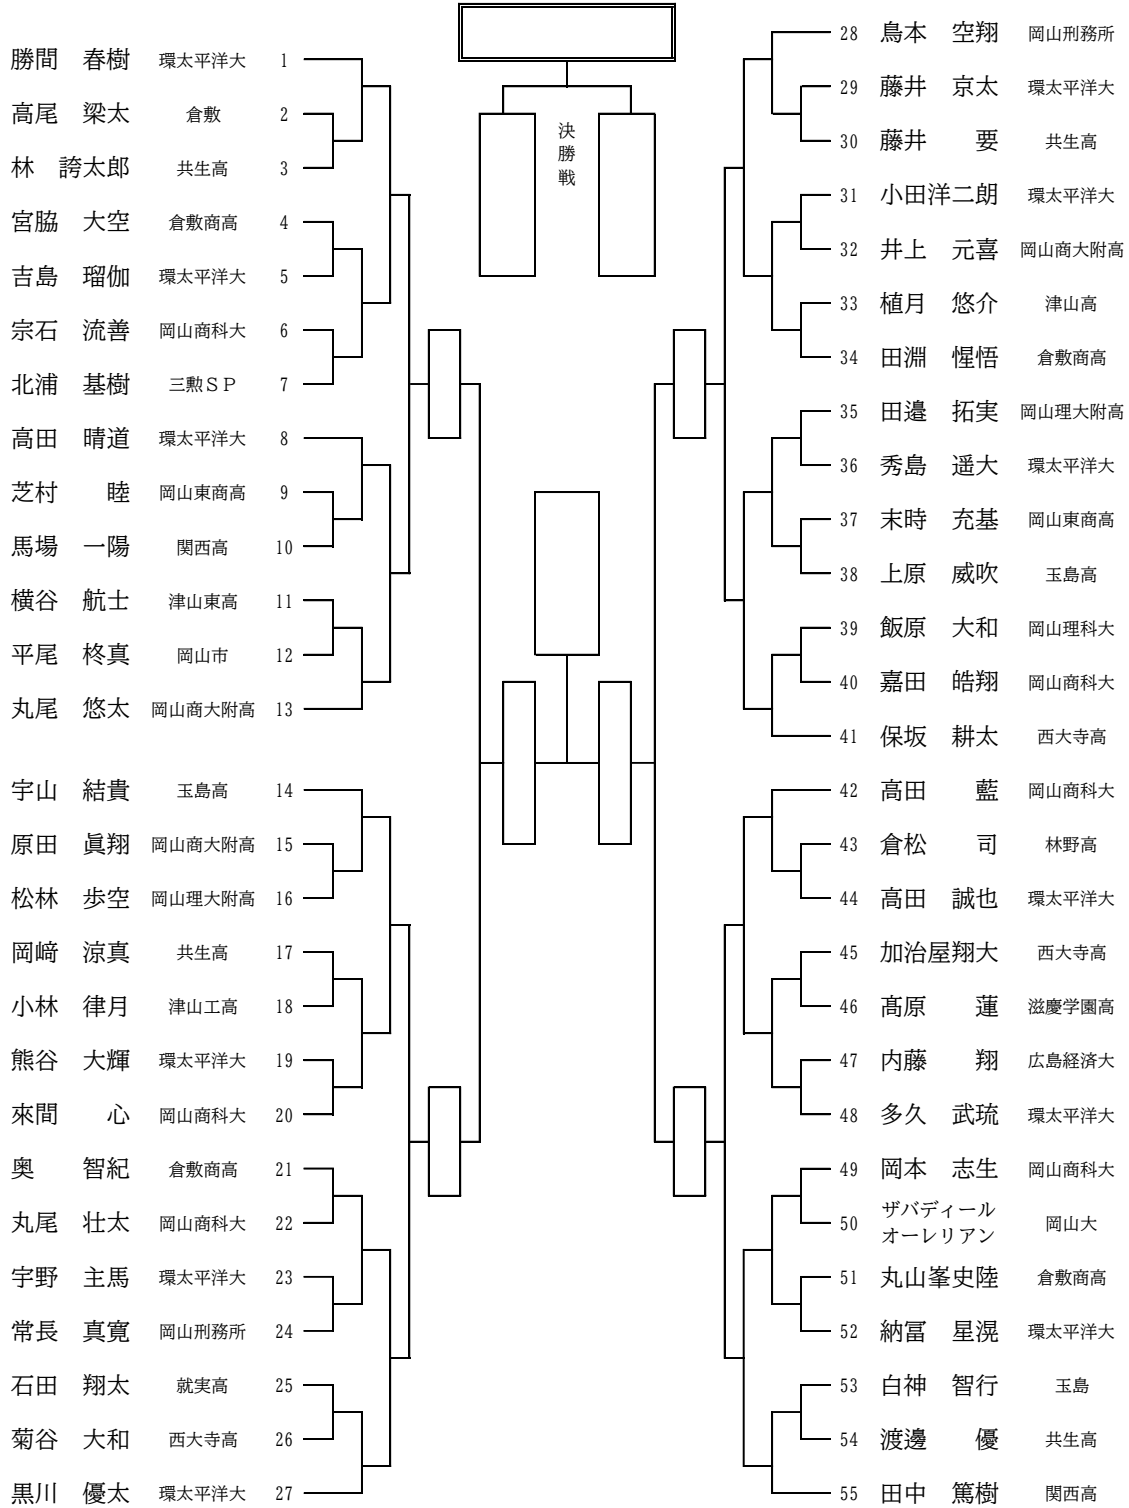 勝間　春樹　環太平洋大　1
高尾　梁太　倉敷　2
林　誇太郎　共生高　3
宮脇　大空　倉敷商高　4
吉島　瑠伽　環太平洋大　5
宗石　流善　岡山商科大　6
北浦　基樹　三勲ＳＰ　7
高田　晴道　環太平洋大　8
芝村　睦　岡山東商高　9
馬場　一陽　関西高　10
横谷　航士　津山東高　11
平尾　柊真　岡山市　12
丸尾　悠太　岡山商大附高　13
宇山　結貴　玉島高　14
原田　眞翔　岡山商大附高　15
松林　歩空　岡山理大附高　16
岡﨑　涼真　共生高　17
小林　律月　津山工高　18
熊谷　大輝　環太平洋大　19
來間　心　岡山商科大　20
奥　智紀　倉敷商高　21
丸尾　壮太　岡山商科大　22
宇野　主馬　環太平洋大　23
常長　真寛　岡山刑務所　24
石田　翔太　就実高　25
菊谷　大和　西大寺高　26
黒川　優太　環太平洋大　27
決勝戦
28　鳥本　空翔　岡山刑務所
29　藤井　京太　環太平洋大
30　藤井　要　共生高
31　小田洋二朗　環太平洋大
32　井上　元喜　岡山商大附高
33　植月　悠介　津山高
34　田淵　惺悟　倉敷商高
35　田邉　拓実　岡山理大附高
36　秀島　遥大　環太平洋大
37　末時　充基　岡山東商高
38　上原　威吹　玉島高
39　飯原　大和　岡山理科大
40　嘉田　皓翔　岡山商科大
41　保坂　耕太　西大寺高
42　高田　藍　岡山商科大
43　倉松　司　林野高
44　高田　誠也　環太平洋大
45　加治屋翔大　西大寺高
46　髙原　蓮　滋慶学園高
47　内藤　翔　広島経済大
48　多久　武琉　環太平洋大
49　岡本　志生　岡山商科大
50　ザバディール　岡山大
オーレリアン
51　丸山峯史陸　倉敷商高
52　納冨　星滉　環太平洋大
53　白神　智行　玉島
54　渡邊　優　共生高
55　田中　篤樹　関西高